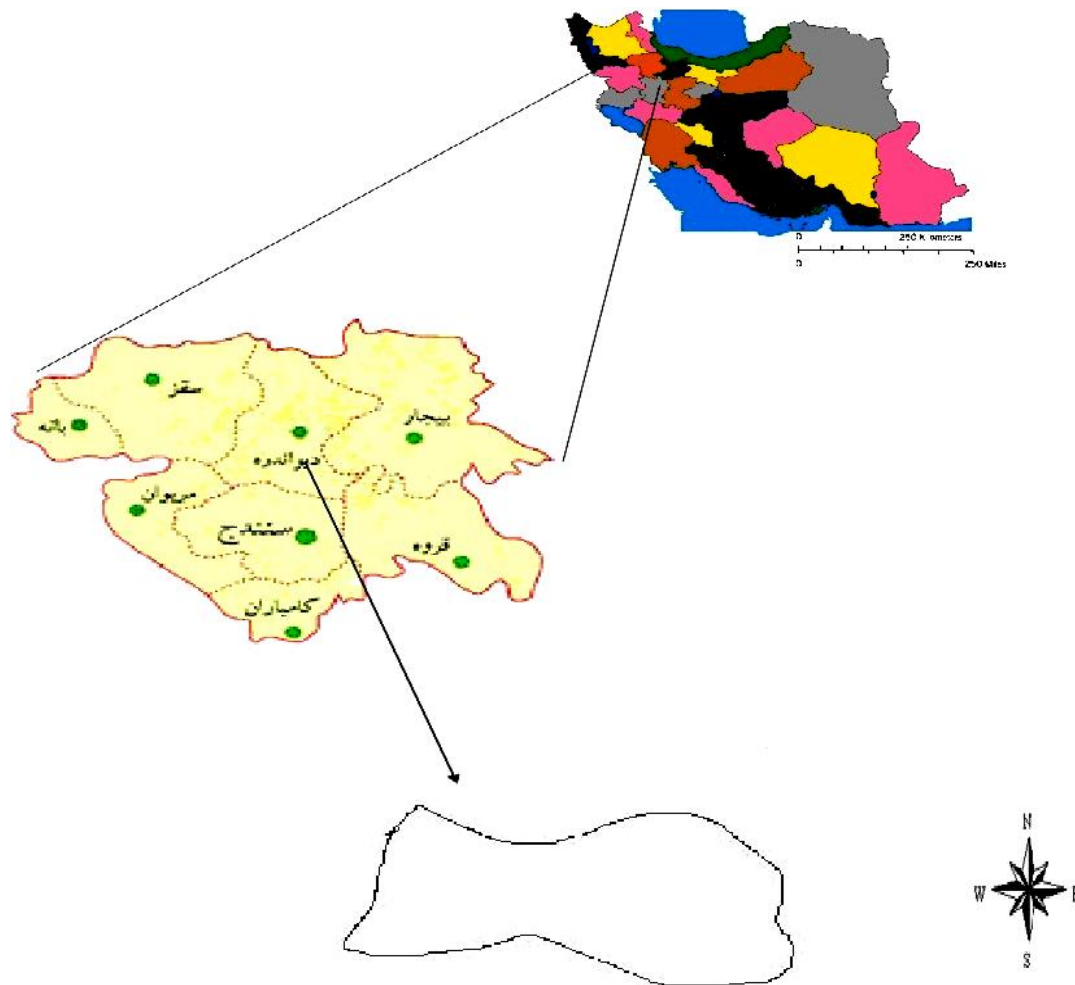 0 250 Kilometers
0 250 Miles
سقز
بانه
بیجار
دیواندره
مریوان
سنندج
قروه
کامیاران
N
W E
S